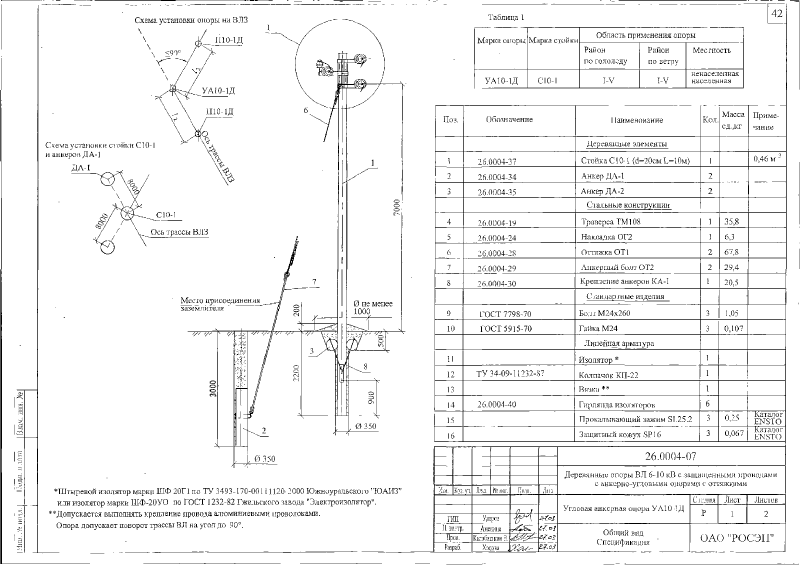 42
Схема установки опоры на ВЛЗ
П10-1Д
≤90°
L₂
УА10-1Д
П10-1Д
L₁
Ось трассы ВЛЗ
Схема установки стойки С10-1
и анкеров ДА-1
ДА-1
8000
С10-1
8000
Ось трассы ВЛЗ
1
6
1
7000
7
Место присоединения
заземлителя
200
Ø не менее
1000
500
3
8
3000
2200
900
2
Ø 350
Ø 350
*Штыревой изолятор марки ШФ 20Г1 по ТУ 3493-170-00111120-2000 Южноуральского "ЮАИЗ"
или изолятор марки ШФ-20УО по ГОСТ 1232-82 Гжельского завода "Электроизолятор".
**Допускается выполнять крепление провода алюминиевыми проволоками.
Опора допускает поворот трассы ВЛ на угол до 90°.
Таблица 1
Марка опоры Марка стойки Область применения опоры
Район по гололеду Район по ветру Местность
УА10-1Д С10-1 I-V I-V ненаселенная населенная
Поз. Обозначение Наименование Кол. Масса ед.,кг Примечание
Деревянные элементы
1 26.0004-37 Стойка С10-1 (d=20см L=10м) 1 0,46 м³
2 26.0004-34 Анкер ДА-1 2
3 26.0004-35 Анкер ДА-2 2
Стальные конструкции
4 26.0004-19 Траверса ТМ108 1 35,8
5 26.0004-24 Накладка ОГ2 1 6,3
6 26.0004-28 Оттяжка ОТ1 2 67,8
7 26.0004-29 Анкерный болт ОТ2 2 29,4
8 26.0004-30 Крепление анкеров КА-1 1 20,5
Стандартные изделия
9 ГОСТ 7798-70 Болт М24х260 3 1,05
10 ГОСТ 5915-70 Гайка М24 3 0,107
Линейная арматура
11 Изолятор * 1
12 ТУ 34-09-11232-87 Колпачок КП-22 1
13 Вязка ** 1
14 26.0004-40 Гирлянда изоляторов 6
15 Прокалывающий зажим SL25.2 3 0,25 Каталог ENSTO
16 Защитный кожух SP16 3 0,067 Каталог ENSTO
26.0004-07
Деревянные опоры ВЛ 6-10 кВ с защищенными проводами
с анкерно-угловыми опорами с оттяжками
Изм. Кол.уч. Лист №док. Подп. Дата
Угловая анкерная опора УА10-1Д
Стадия Лист Листов
Р 1 2
ГИП Ударов
Н. контр.
Пров. Калабашкин
Разраб.
Общий вид
Спецификация
ОАО "РОСЭП"
Взам. инв. №
Подп. и дата
Инв. № подл.